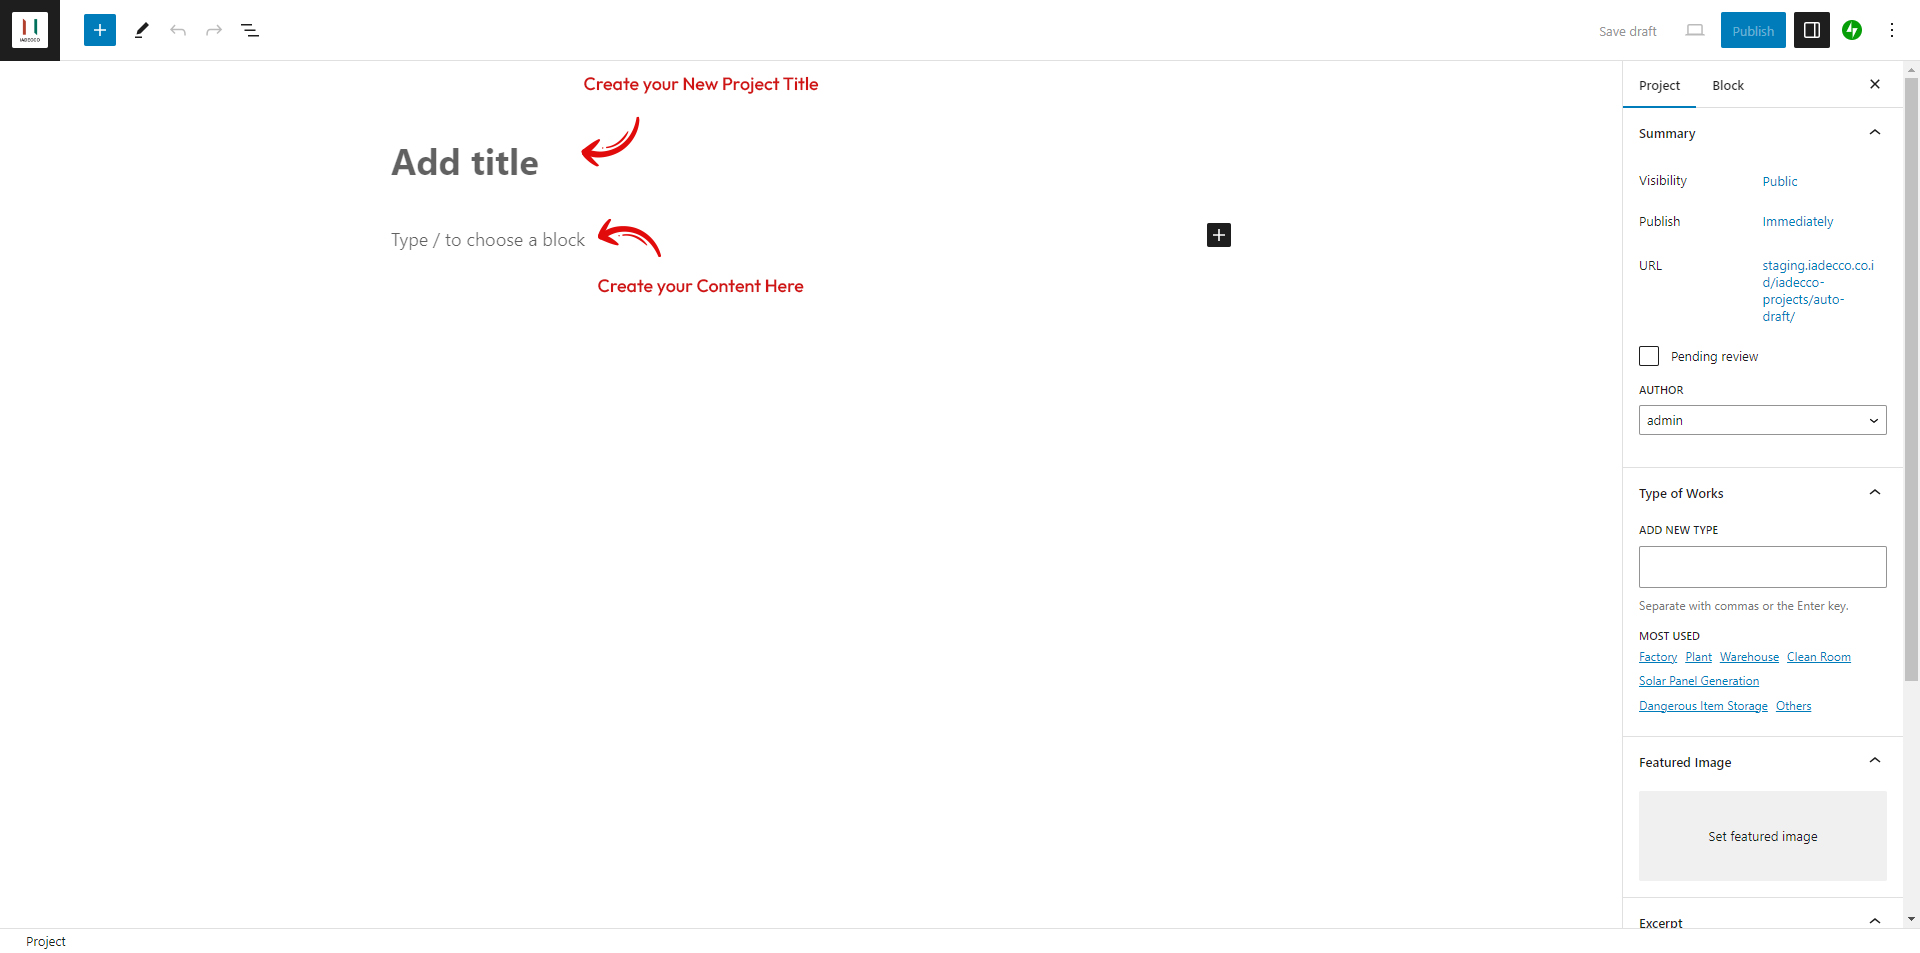 IADECCO
Save draft
Publish
Create your New Project Title
Add title
Type / to choose a block
Create your Content Here
Project Block
Summary
Visibility Public
Publish Immediately
URL staging.iadecco.co.i
d/iadecco-
projects/auto-
draft/
Pending review
AUTHOR
admin
Type of Works
ADD NEW TYPE
Separate with commas or the Enter key.
MOST USED
Factory Plant Warehouse Clean Room
Solar Panel Generation
Dangerous Item Storage Others
Featured Image
Set featured image
Excerpt
Project